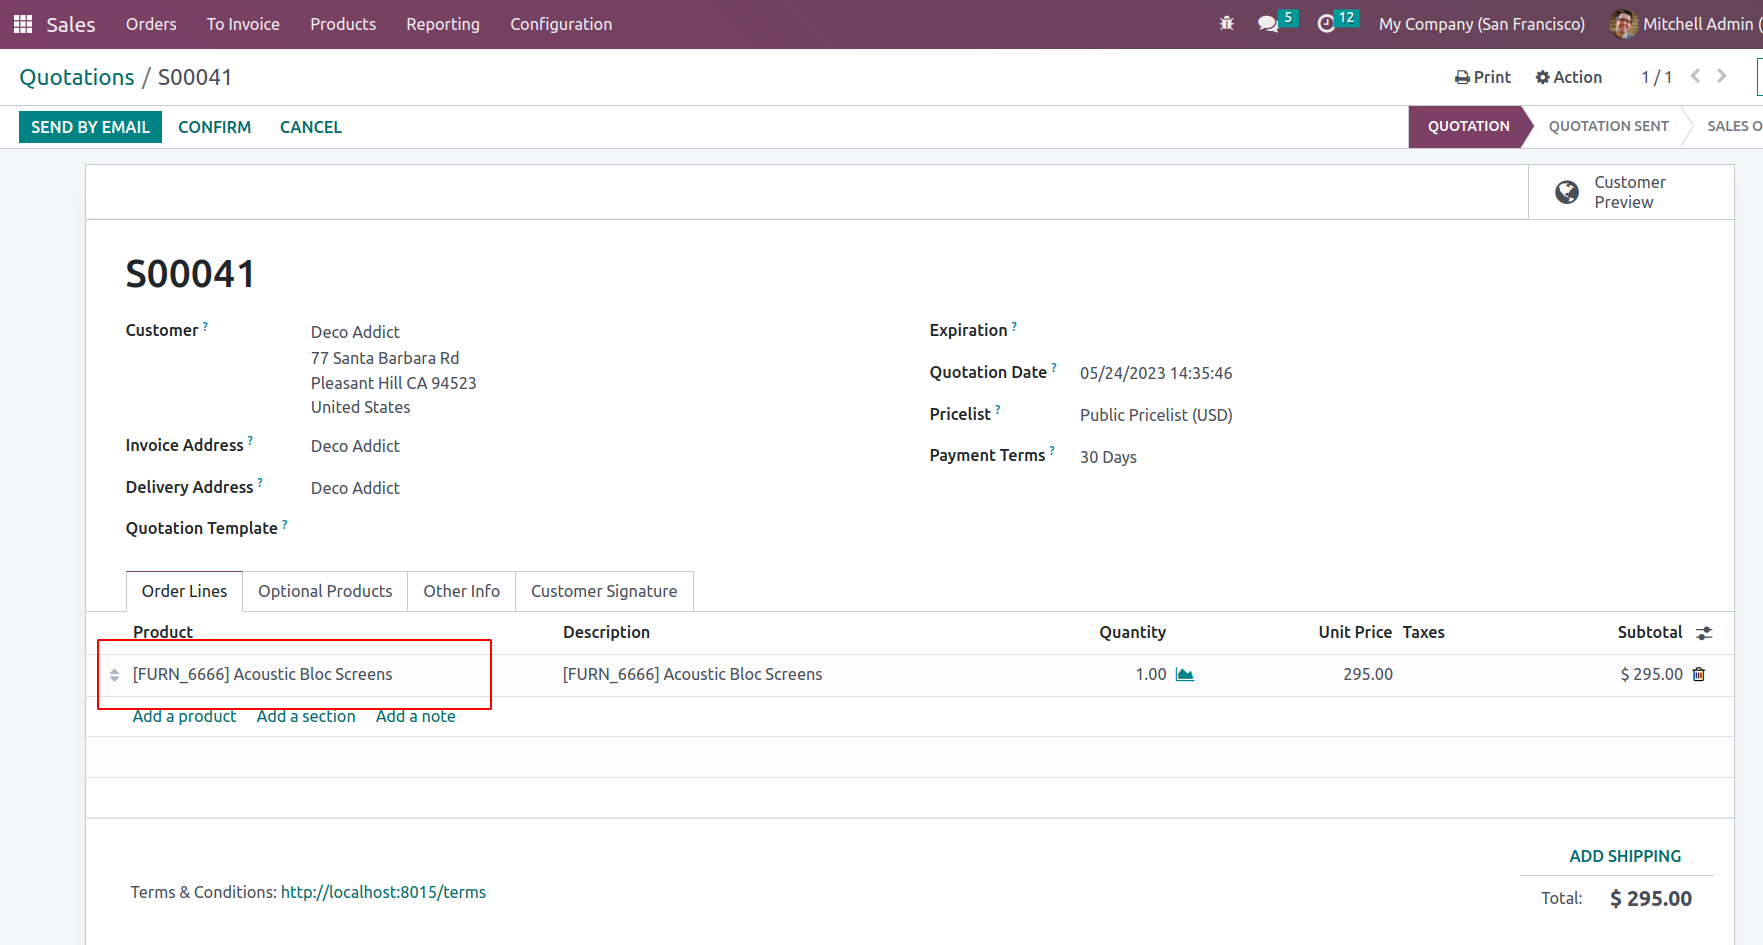 Sales Orders To Invoice Products Reporting Configuration 5 12 My Company (San Francisco) Mitchell Admin (
Quotations / S00041 Print Action 1 / 1
SEND BY EMAIL CONFIRM CANCEL QUOTATION QUOTATION SENT SALES O
Customer
Preview
S00041
Customer ? Deco Addict
77 Santa Barbara Rd
Pleasant Hill CA 94523
United States
Invoice Address ? Deco Addict
Delivery Address ? Deco Addict
Quotation Template ?
Expiration ?
Quotation Date ? 05/24/2023 14:35:46
Pricelist ? Public Pricelist (USD)
Payment Terms ? 30 Days
Order Lines Optional Products Other Info Customer Signature
Product Description Quantity Unit Price Taxes Subtotal
[FURN_6666] Acoustic Bloc Screens [FURN_6666] Acoustic Bloc Screens 1.00 295.00 $ 295.00
Add a product Add a section Add a note
ADD SHIPPING
Terms & Conditions: http://localhost:8015/terms
Total: $ 295.00